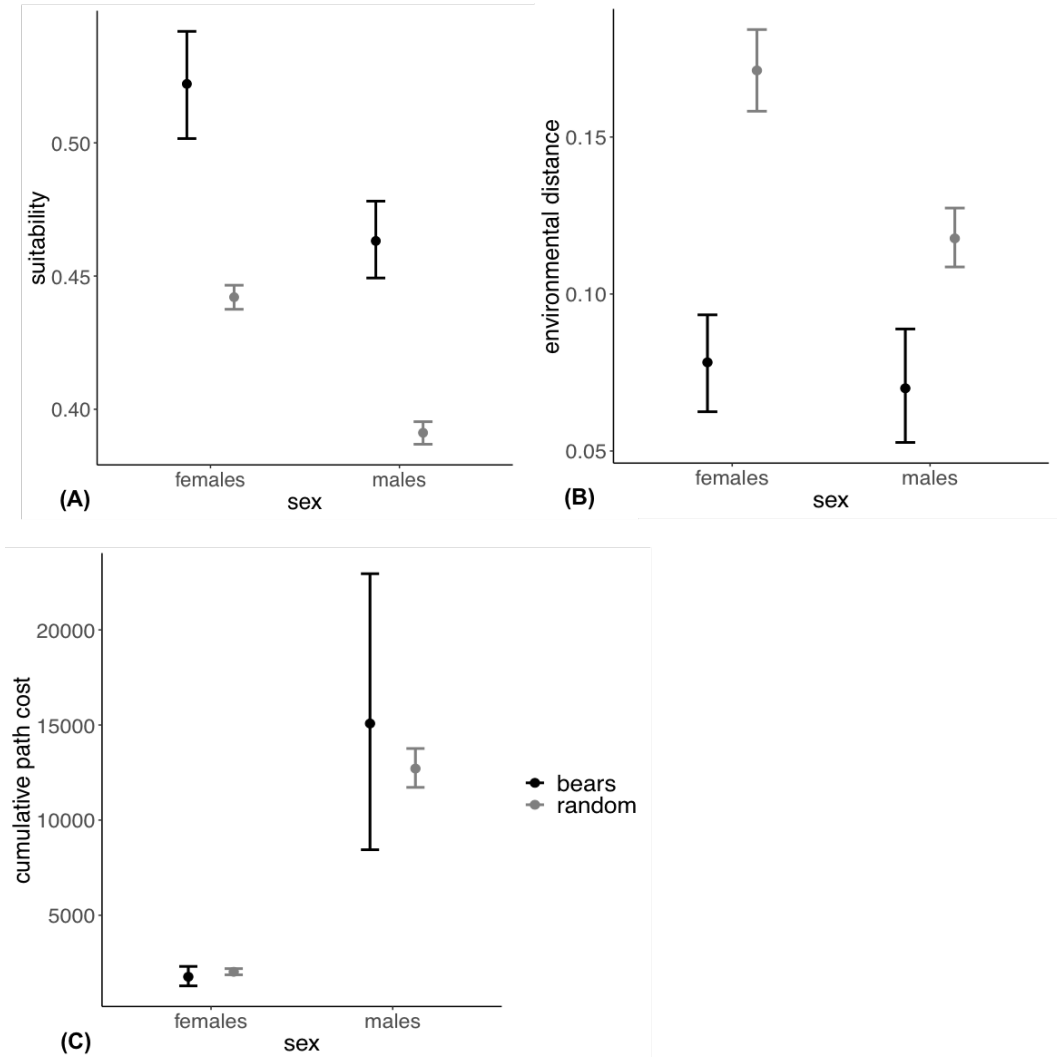 suitability
0.50
0.45
0.40
females males
sex
(A)
environmental distance
0.15
0.10
0.05
females males
sex
(B)
cumulative path cost
20000
15000
10000
5000
females males
sex
(C)
bears
random